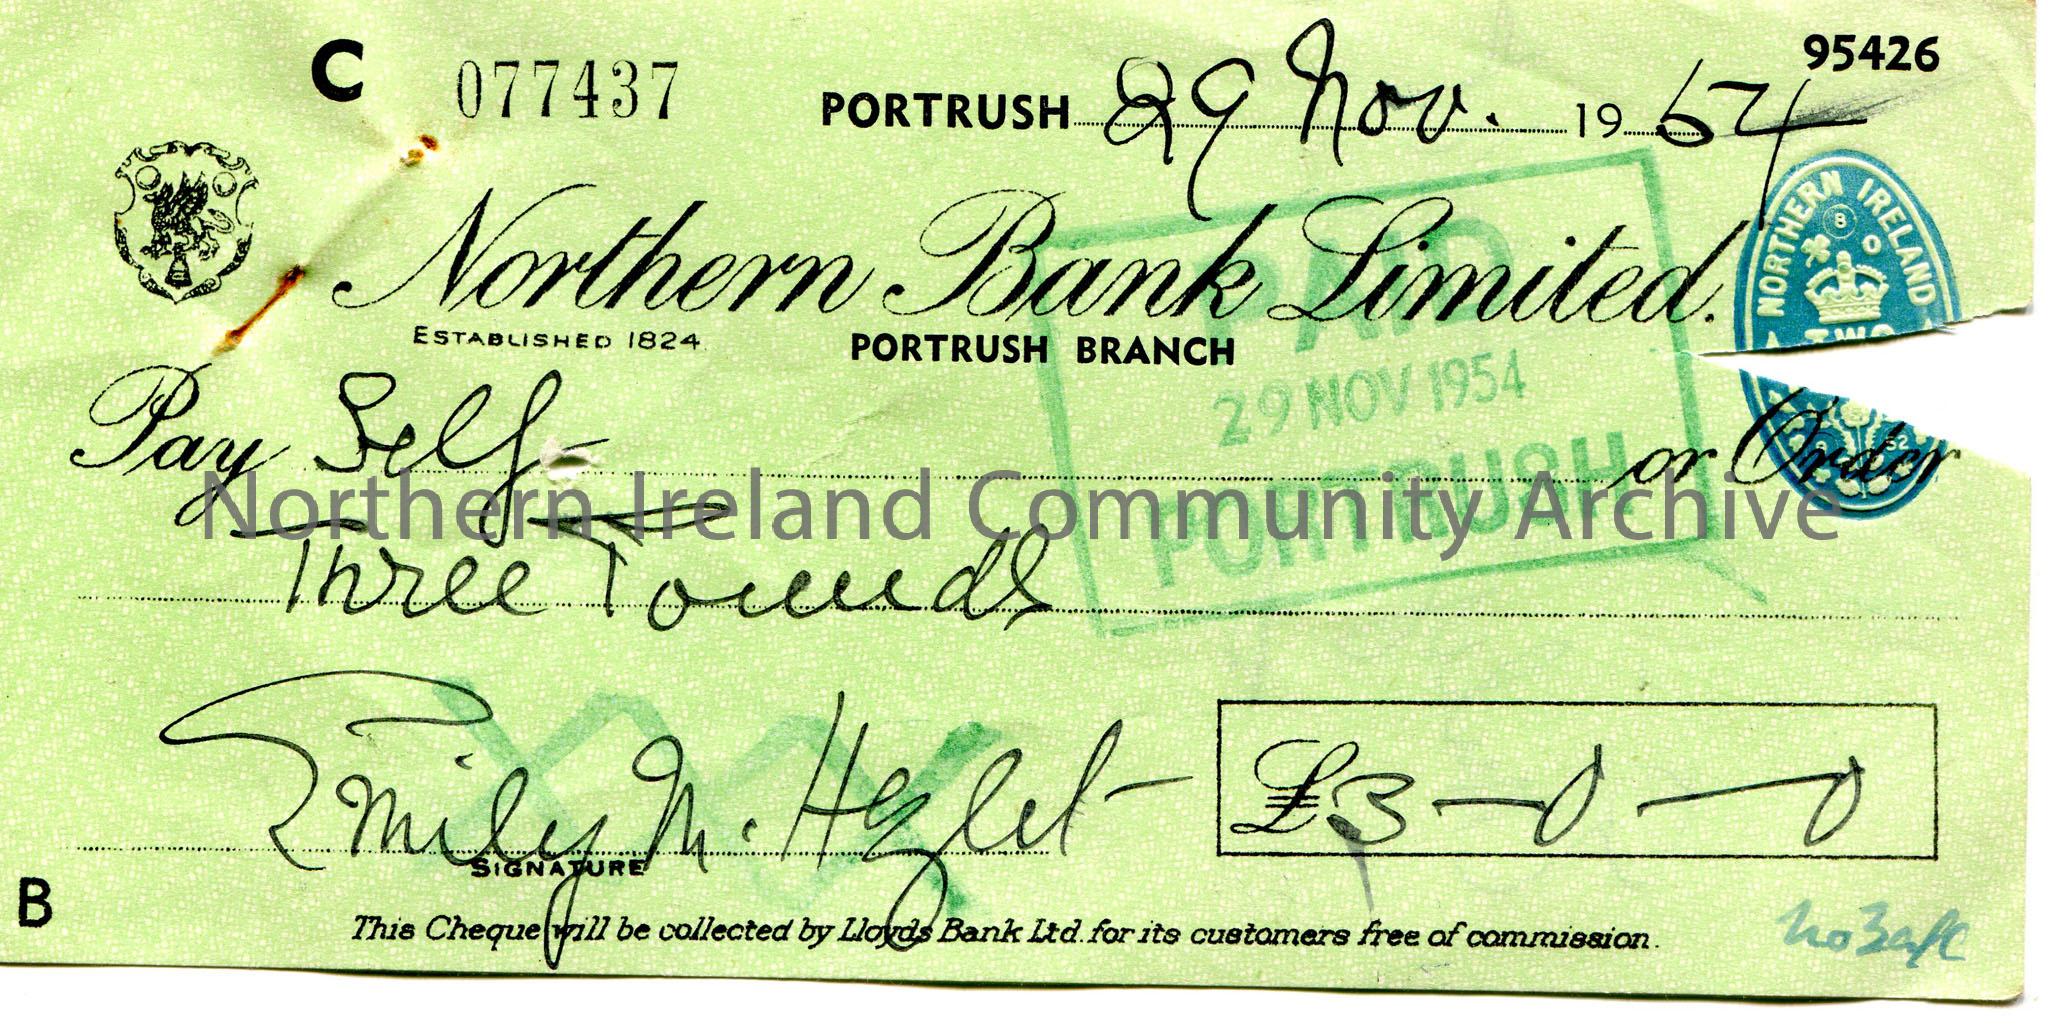 C 077437 PORTRUSH 29 Nov. 1954 95426
Northern Bank Limited.
NORTHERN IRELAND
TWO
ESTABLISHED 1824 PORTRUSH BRANCH
PAID
29 NOV 1954
PORTRUSH
Pay Self or Order
Northern Ireland Community Archive
Three Pounds
Emily M. Hezlet £3-0-0
SIGNATURE
B
This Cheque will be collected by Lloyds Bank Ltd. for its customers free of commission.